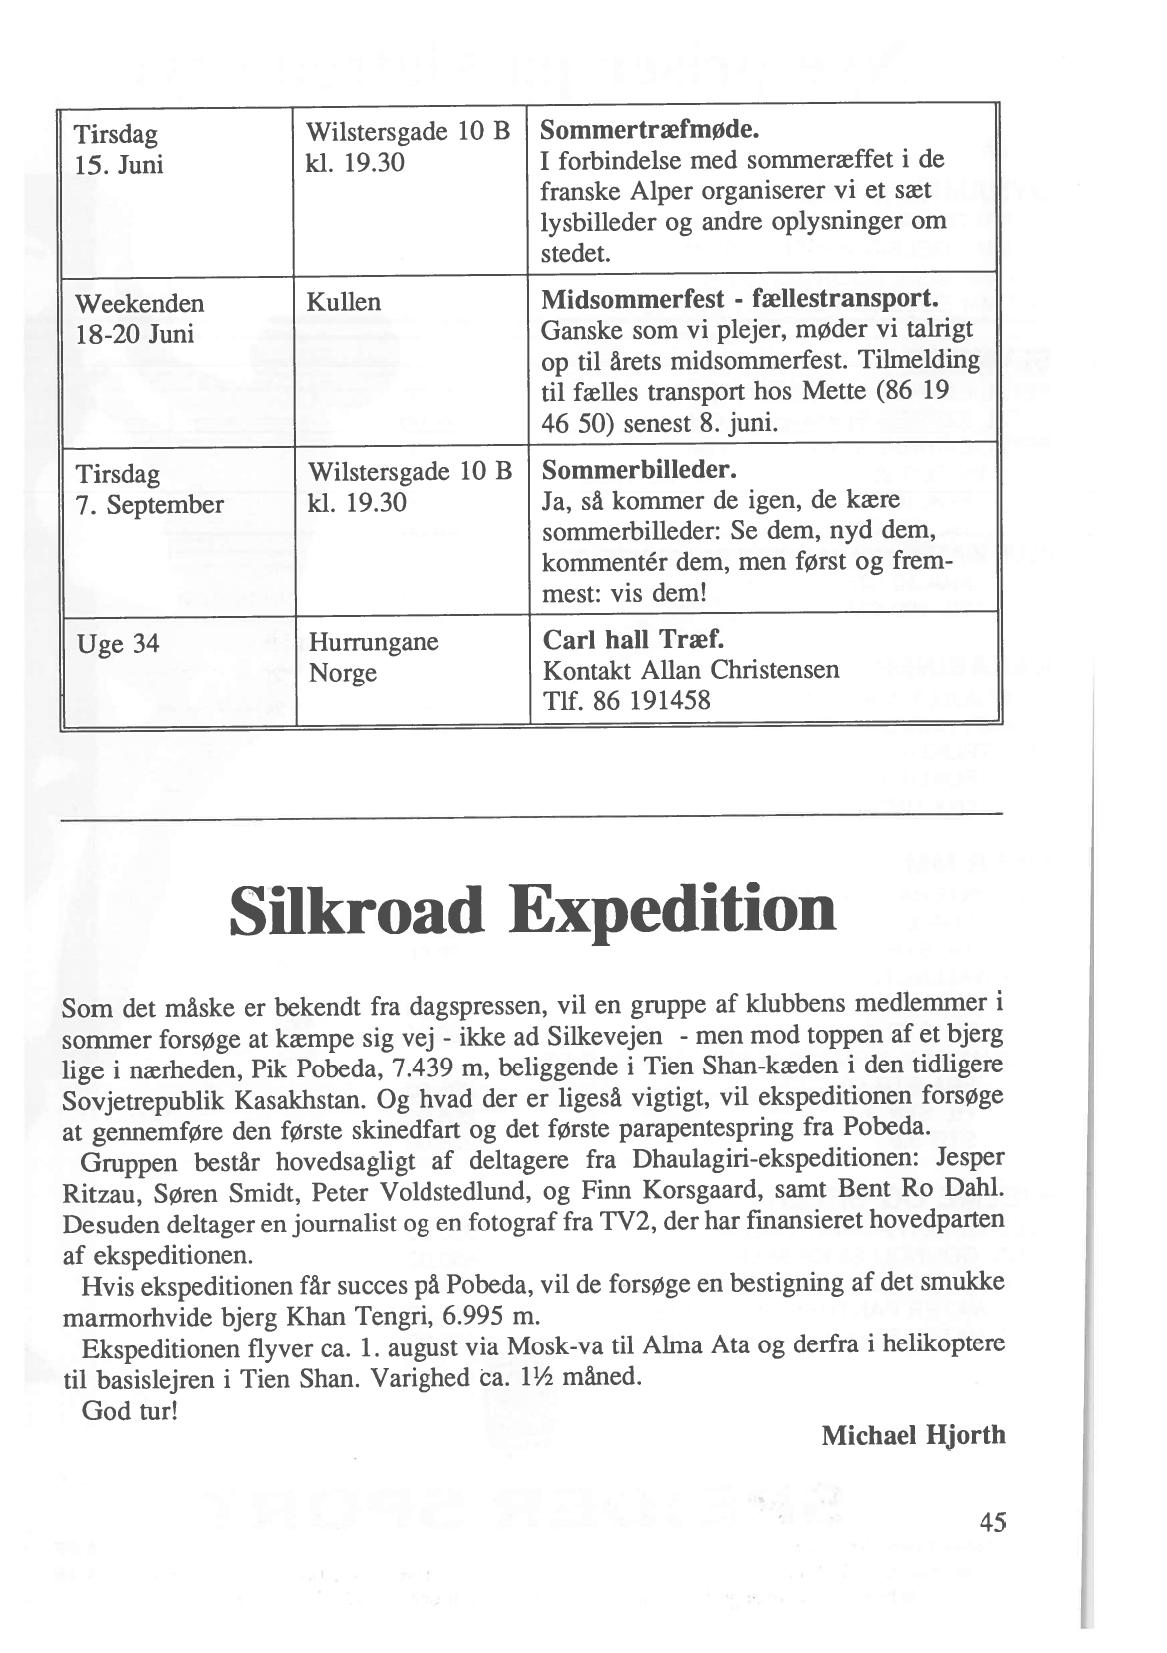 Tirsdag
15. Juni
Wilstersgade 10 B
kl. 19.30
Sommertræfmøde.
I forbindelse med sommeræffet i de
franske Alper organiserer vi et sæt
lysbilleder og andre oplysninger om
stedet.
Weekenden
18-20 Juni
Kullen
Midsommerfest - fællestransport.
Ganske som vi plejer, møder vi talrigt
op til årets midsommerfest. Tilmelding
til fælles transport hos Mette (86 19
46 50) senest 8. juni.
Tirsdag
7. September
Wilstersgade 10 B
kl. 19.30
Sommerbilleder.
Ja, så kommer de igen, de kære
sommerbilleder: Se dem, nyd dem,
kommentér dem, men først og frem-
mest: vis dem!
Uge 34
Hurrungane
Norge
Carl hall Træf.
Kontakt Allan Christensen
Tlf. 86 191458
Silkroad Expedition
Som det måske er bekendt fra dagspressen, vil en gruppe af klubbens medlemmer i
sommer forsøge at kæmpe sig vej - ikke ad Silkevejen - men mod toppen af et bjerg
lige i nærheden, Pik Pobeda, 7.439 m, beliggende i Tien Shan-kæden i den tidligere
Sovjetrepublik Kasakhstan. Og hvad der er ligeså vigtigt, vil ekspeditionen forsøge
at gennemføre den første skinedfart og det første parapentespring fra Pobeda.
Gruppen består hovedsagligt af deltagere fra Dhaulagiri-ekspeditionen: Jesper
Ritzau, Søren Smidt, Peter Voldstedlund, og Finn Korsgaard, samt Bent Ro Dahl.
Desuden deltager en journalist og en fotograf fra TV2, der har finansieret hovedparten
af ekspeditionen.
Hvis ekspeditionen får succes på Pobeda, vil de forsøge en bestigning af det smukke
marmorhvide bjerg Khan Tengri, 6.995 m.
Ekspeditionen flyver ca. 1. august via Mosk-va til Alma Ata og derfra i helikoptere
til basislejren i Tien Shan. Varighed ca. 1½ måned.
God tur!
Michael Hjorth
45